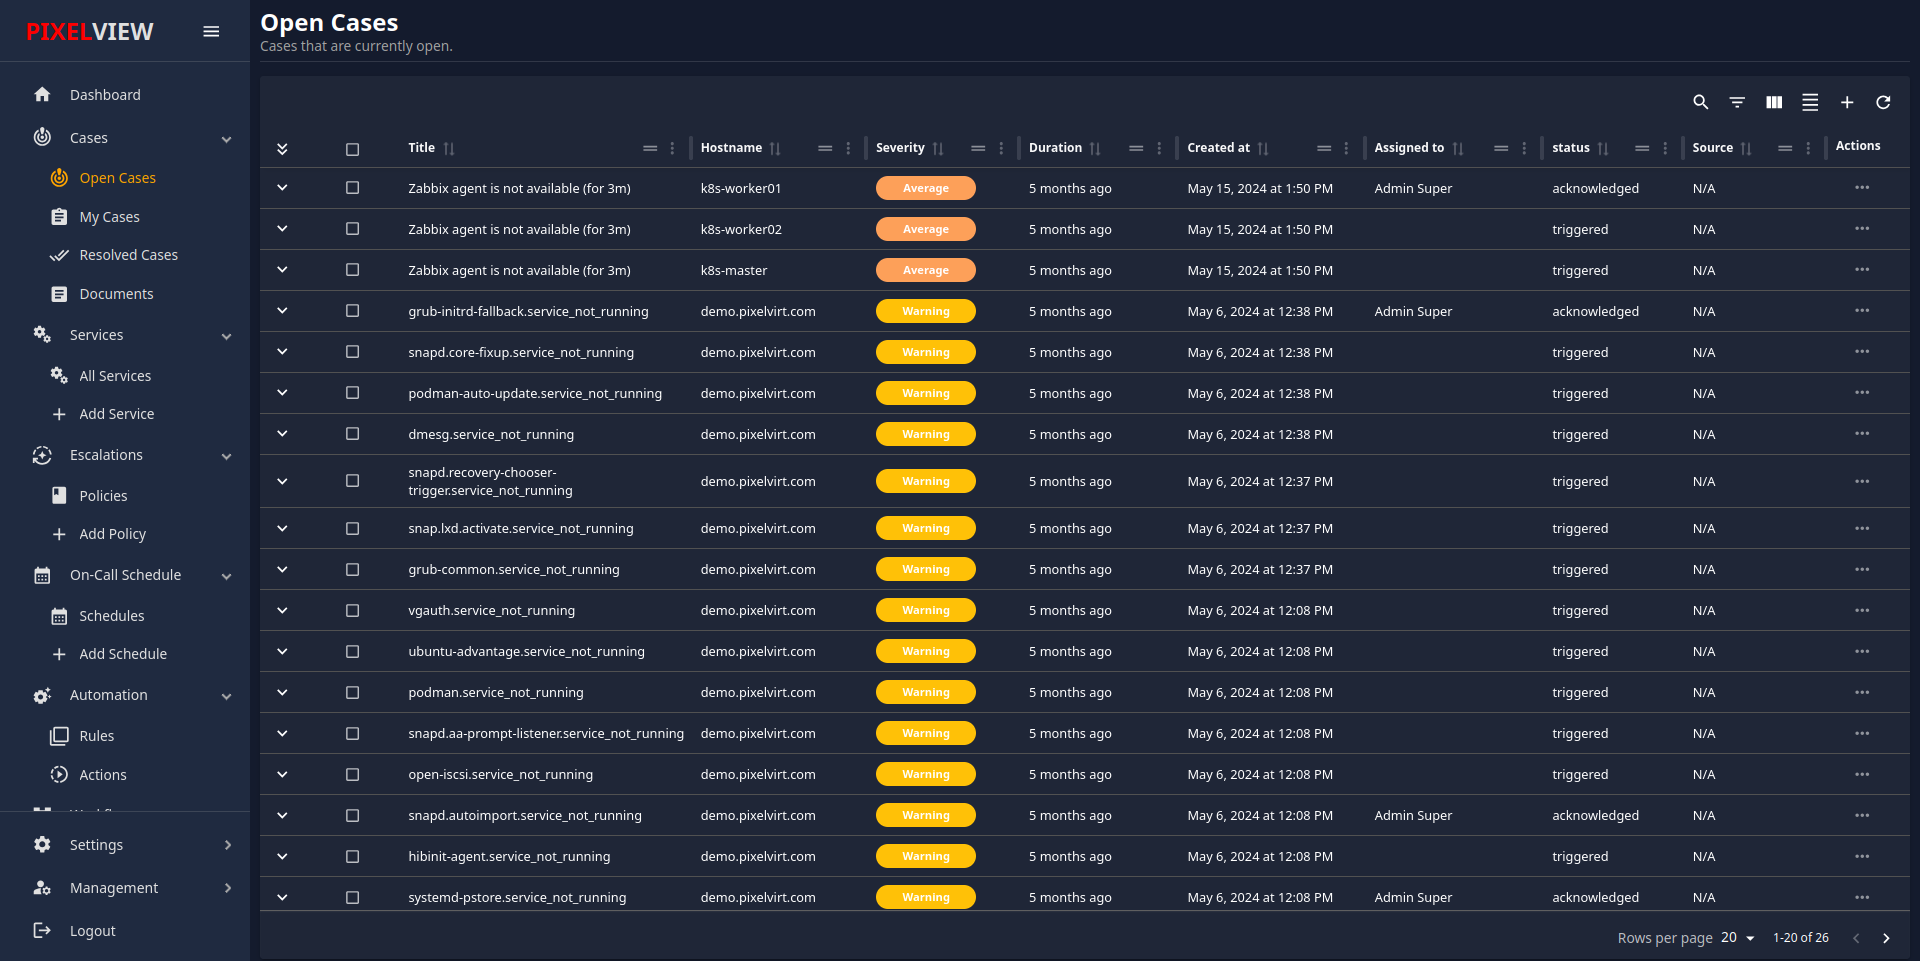 PIXELVIEW
Dashboard
Cases
Open Cases
My Cases
Resolved Cases
Documents
Services
All Services
Add Service
Escalations
Policies
Add Policy
On-Call Schedule
Schedules
Add Schedule
Automation
Rules
Actions
Settings
Management
Logout
Open Cases
Cases that are currently open.
Title Hostname Severity Duration Created at Assigned to status Source Actions
Zabbix agent is not available (for 3m) k8s-worker01 Average 5 months ago May 15, 2024 at 1:50 PM Admin Super acknowledged N/A
Zabbix agent is not available (for 3m) k8s-worker02 Average 5 months ago May 15, 2024 at 1:50 PM triggered N/A
Zabbix agent is not available (for 3m) k8s-master Average 5 months ago May 15, 2024 at 1:50 PM triggered N/A
grub-initrd-fallback.service_not_running demo.pixelvirt.com Warning 5 months ago May 6, 2024 at 12:38 PM Admin Super acknowledged N/A
snapd.core-fixup.service_not_running demo.pixelvirt.com Warning 5 months ago May 6, 2024 at 12:38 PM triggered N/A
podman-auto-update.service_not_running demo.pixelvirt.com Warning 5 months ago May 6, 2024 at 12:38 PM triggered N/A
dmesg.service_not_running demo.pixelvirt.com Warning 5 months ago May 6, 2024 at 12:38 PM triggered N/A
snapd.recovery-chooser-
trigger.service_not_running demo.pixelvirt.com Warning 5 months ago May 6, 2024 at 12:37 PM triggered N/A
snap.lxd.activate.service_not_running demo.pixelvirt.com Warning 5 months ago May 6, 2024 at 12:37 PM triggered N/A
grub-common.service_not_running demo.pixelvirt.com Warning 5 months ago May 6, 2024 at 12:37 PM triggered N/A
vgauth.service_not_running demo.pixelvirt.com Warning 5 months ago May 6, 2024 at 12:08 PM triggered N/A
ubuntu-advantage.service_not_running demo.pixelvirt.com Warning 5 months ago May 6, 2024 at 12:08 PM triggered N/A
podman.service_not_running demo.pixelvirt.com Warning 5 months ago May 6, 2024 at 12:08 PM triggered N/A
snapd.aa-prompt-listener.service_not_running demo.pixelvirt.com Warning 5 months ago May 6, 2024 at 12:08 PM triggered N/A
open-iscsi.service_not_running demo.pixelvirt.com Warning 5 months ago May 6, 2024 at 12:08 PM triggered N/A
snapd.autoimport.service_not_running demo.pixelvirt.com Warning 5 months ago May 6, 2024 at 12:08 PM Admin Super acknowledged N/A
hibinit-agent.service_not_running demo.pixelvirt.com Warning 5 months ago May 6, 2024 at 12:08 PM triggered N/A
systemd-pstore.service_not_running demo.pixelvirt.com Warning 5 months ago May 6, 2024 at 12:08 PM Admin Super acknowledged N/A
Rows per page 20 1-20 of 26